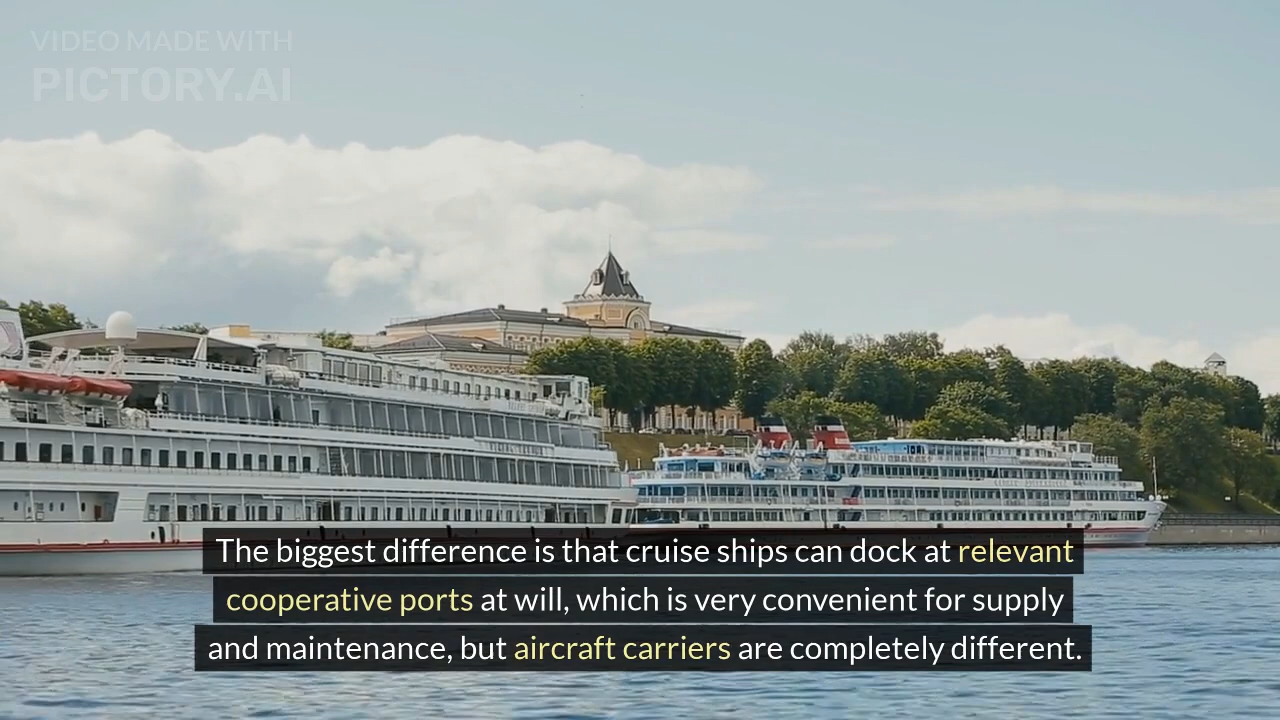 VIDEO MADE WITH
PICTORY.AI
The biggest difference is that cruise ships can dock at relevant
cooperative ports at will, which is very convenient for supply
and maintenance, but aircraft carriers are completely different.